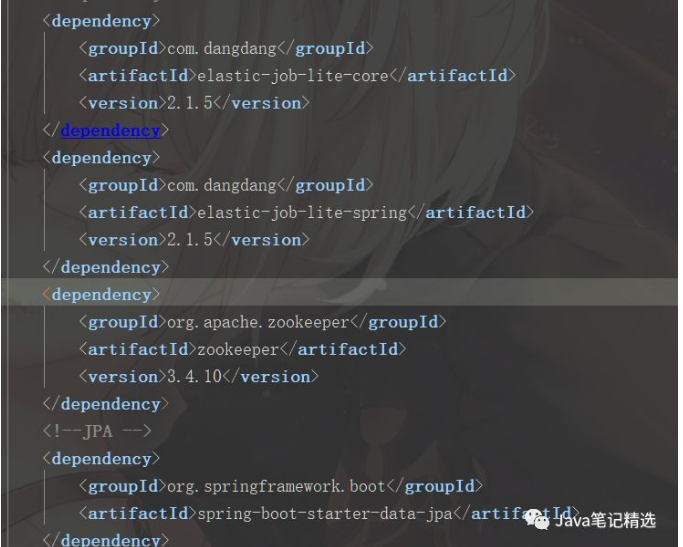 <dependency>
<groupId>com.dangdang</groupId>
<artifactId>elastic-job-lite-core</artifactId>
<version>2.1.5</version>
</dependency>
<dependency>
<groupId>com.dangdang</groupId>
<artifactId>elastic-job-lite-spring</artifactId>
<version>2.1.5</version>
</dependency>
<dependency>
<groupId>org.apache.zookeeper</groupId>
<artifactId>zookeeper</artifactId>
<version>3.4.10</version>
</dependency>
<!--JPA -->
<dependency>
<groupId>org.springframework.boot</groupId>
<artifactId>spring-boot-starter-data-jpa</artifactId>
Java笔记精选
</dependency>